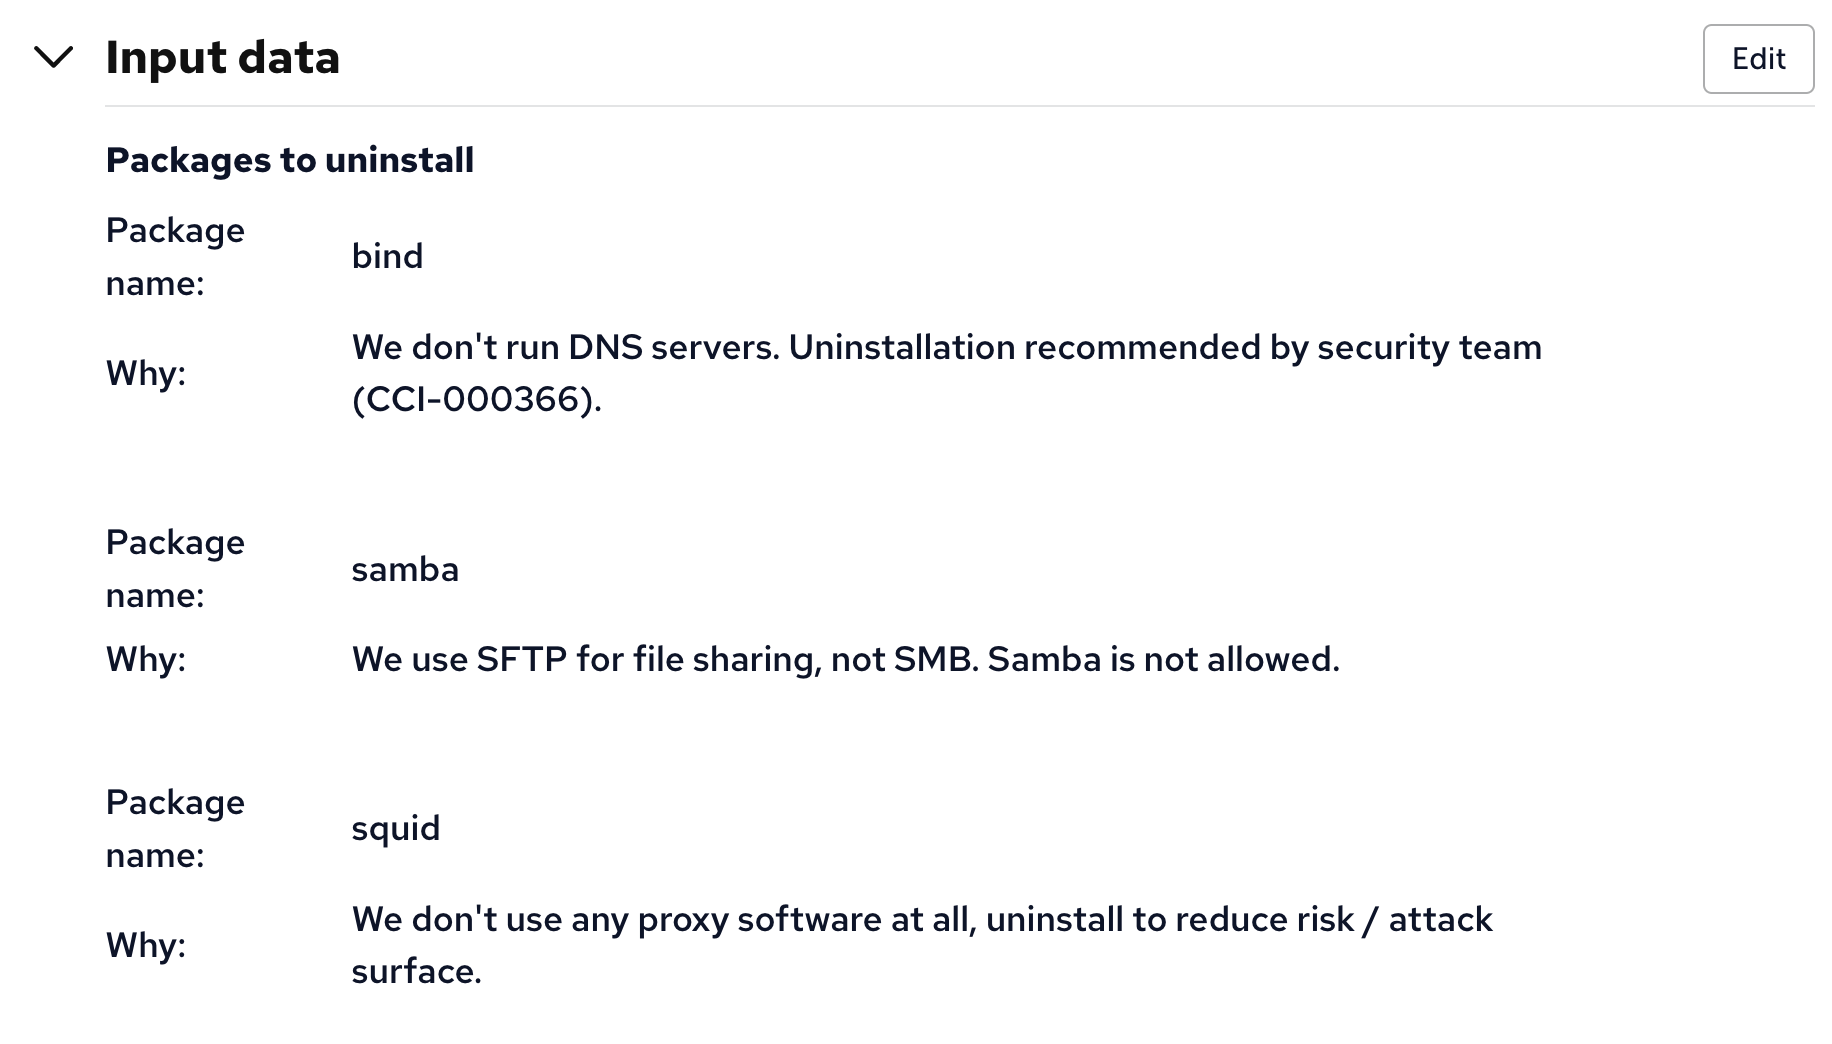 Input data
Edit
Packages to uninstall
Package
name:
bind
Why:
We don't run DNS servers. Uninstallation recommended by security team
(CCI-000366).
Package
name:
samba
Why:
We use SFTP for file sharing, not SMB. Samba is not allowed.
Package
name:
squid
Why:
We don't use any proxy software at all, uninstall to reduce risk / attack
surface.